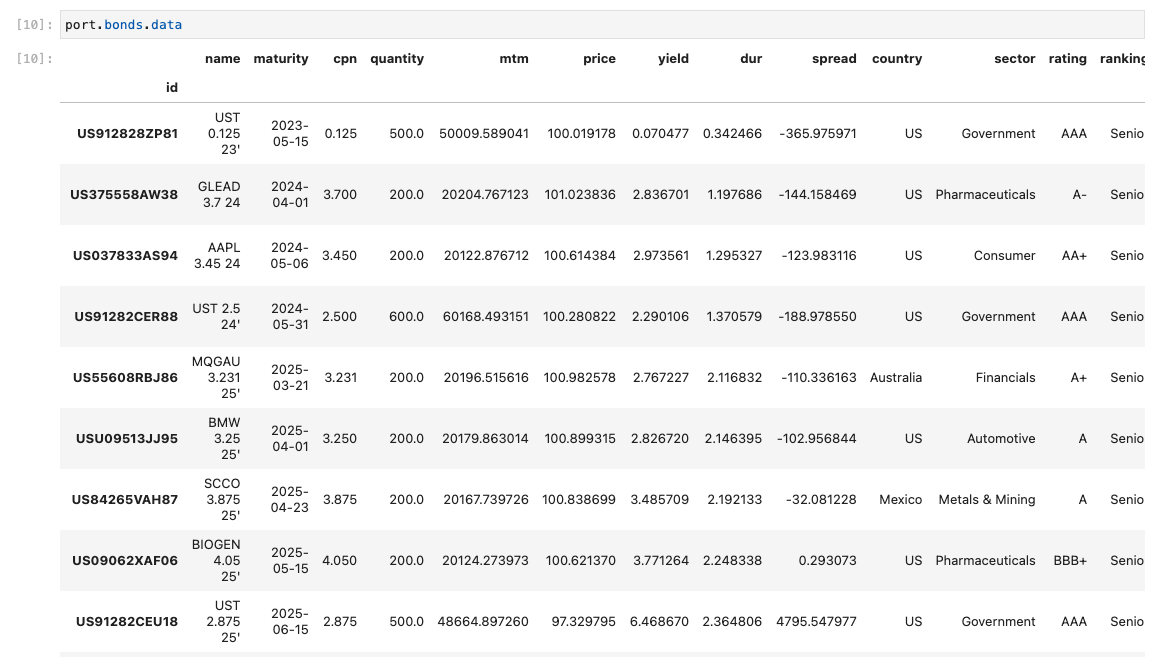 [10]: port.bonds.data
[10]:
name maturity cpn quantity mtm price yield dur spread country sector rating ranking
id
US912828ZP81 UST 0.125 23' 2023-05-15 0.125 500.0 50009.589041 100.019178 0.070477 0.342466 -365.975971 US Government AAA Senio
US375558AW38 GLEAD 3.7 24 2024-04-01 3.700 200.0 20204.767123 101.023836 2.836701 1.197686 -144.158469 US Pharmaceuticals A- Senio
US037833AS94 AAPL 3.45 24 2024-05-06 3.450 200.0 20122.876712 100.614384 2.973561 1.295327 -123.983116 US Consumer AA+ Senio
US91282CER88 UST 2.5 24' 2024-05-31 2.500 600.0 60168.493151 100.280822 2.290106 1.370579 -188.978550 US Government AAA Senio
US55608RBJ86 MQGAU 3.231 25' 2025-03-21 3.231 200.0 20196.515616 100.982578 2.767227 2.116832 -110.336163 Australia Financials A+ Senio
USU09513JJ95 BMW 3.25 25' 2025-04-01 3.250 200.0 20179.863014 100.899315 2.826720 2.146395 -102.956844 US Automotive A Senio
US84265VAH87 SCCO 3.875 25' 2025-04-23 3.875 200.0 20167.739726 100.838699 3.485709 2.192133 -32.081228 Mexico Metals & Mining A Senio
US09062XAF06 BIOGEN 4.05 25' 2025-05-15 4.050 200.0 20124.273973 100.621370 3.771264 2.248338 0.293073 US Pharmaceuticals BBB+ Senio
US91282CEU18 UST 2.875 25' 2025-06-15 2.875 500.0 48664.897260 97.329795 6.468670 2.364806 4795.547977 US Government AAA Senio